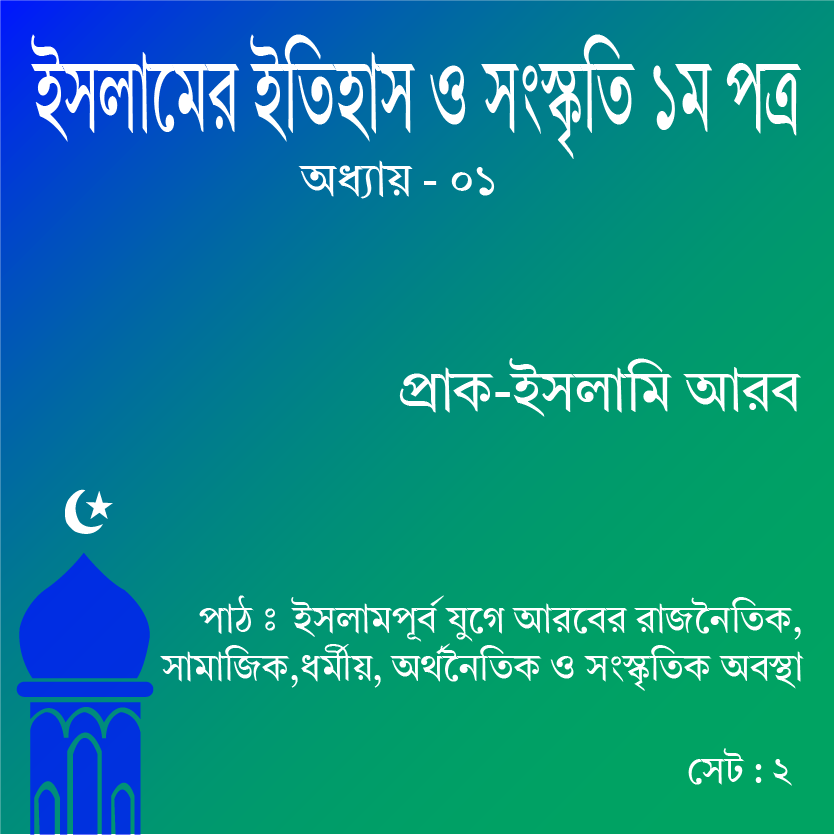 ইসলামের ইতিহাস ও সংস্কৃতি ১ম পত্র
অধ্যায় - ০১
প্রাক-ইসলামি আরব
পাঠ ঃ ইসলামপূর্ব যুগে আরবের রাজনৈতিক,
সামাজিক,ধর্মীয়, অর্থনৈতিক ও সংস্কৃতিক অবস্থা
সেট : ২